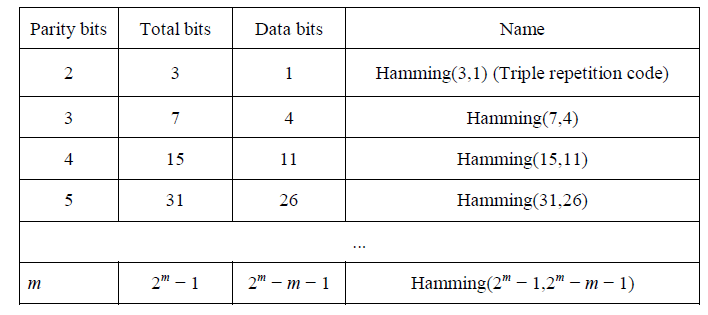 Parity bits Total bits Data bits Name
2 3 1 Hamming(3,1) (Triple repetition code)
3 7 4 Hamming(7,4)
4 15 11 Hamming(15,11)
5 31 26 Hamming(31,26)
...
m 2^m − 1 2^m − m − 1 Hamming(2^m − 1,2^m − m − 1)